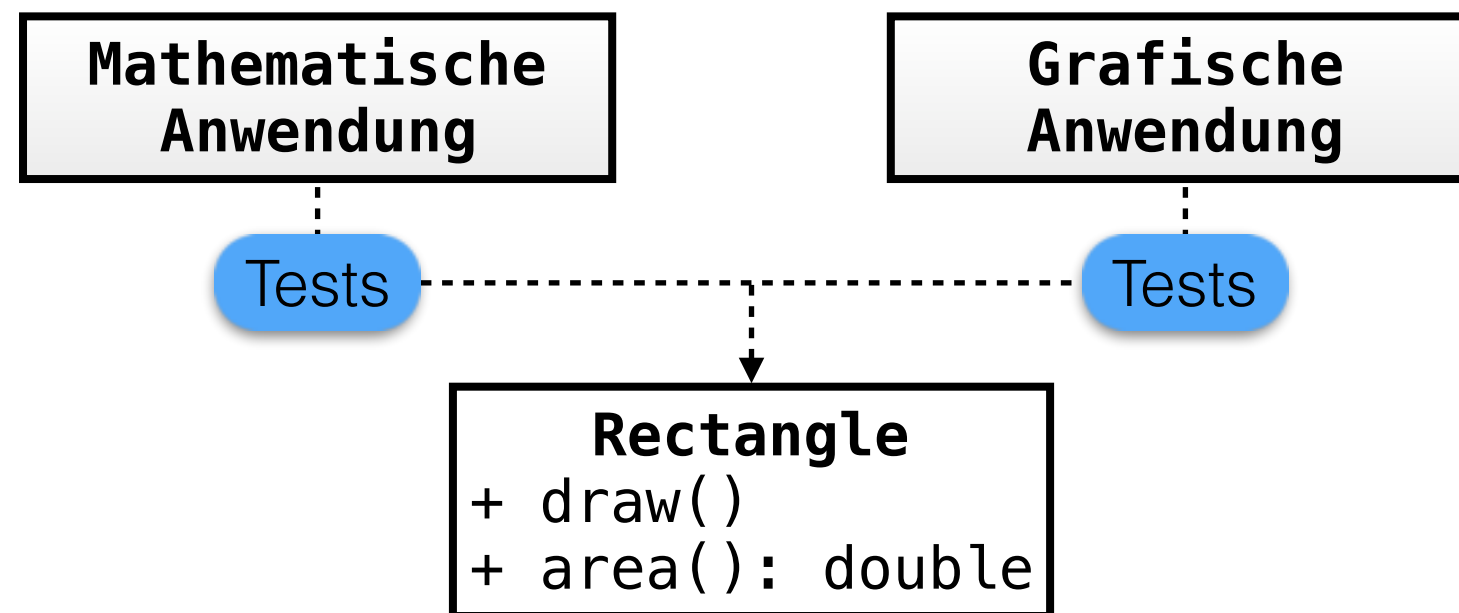 Mathematische
Anwendung
Grafische
Anwendung
Tests
Tests
Rectangle
+ draw()
+ area(): double